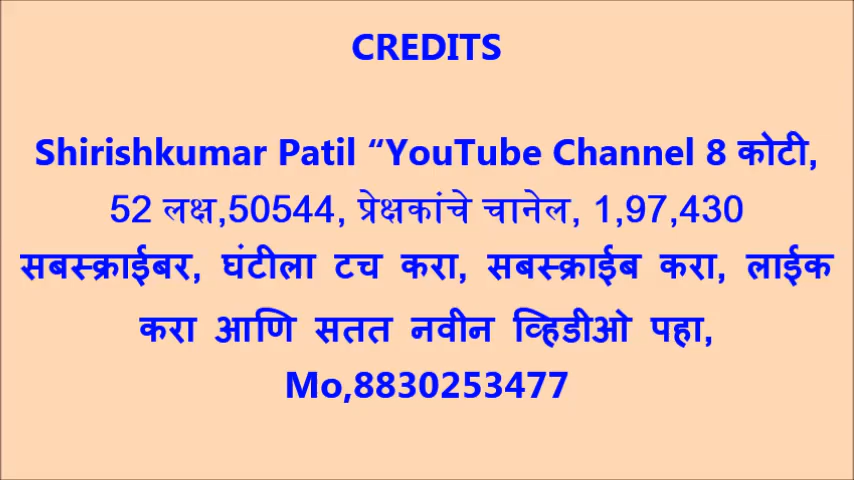 CREDITS
Shirishkumar Patil “YouTube Channel 8 कोटी,
52 लक्ष,50544, प्रेक्षकांचे चानेल, 1,97,430
सबस्क्राईबर, घंटीला टच करा, सबस्क्राईब करा, लाईक
करा आणि सतत नवीन व्हिडीओ पहा,
Mo,8830253477